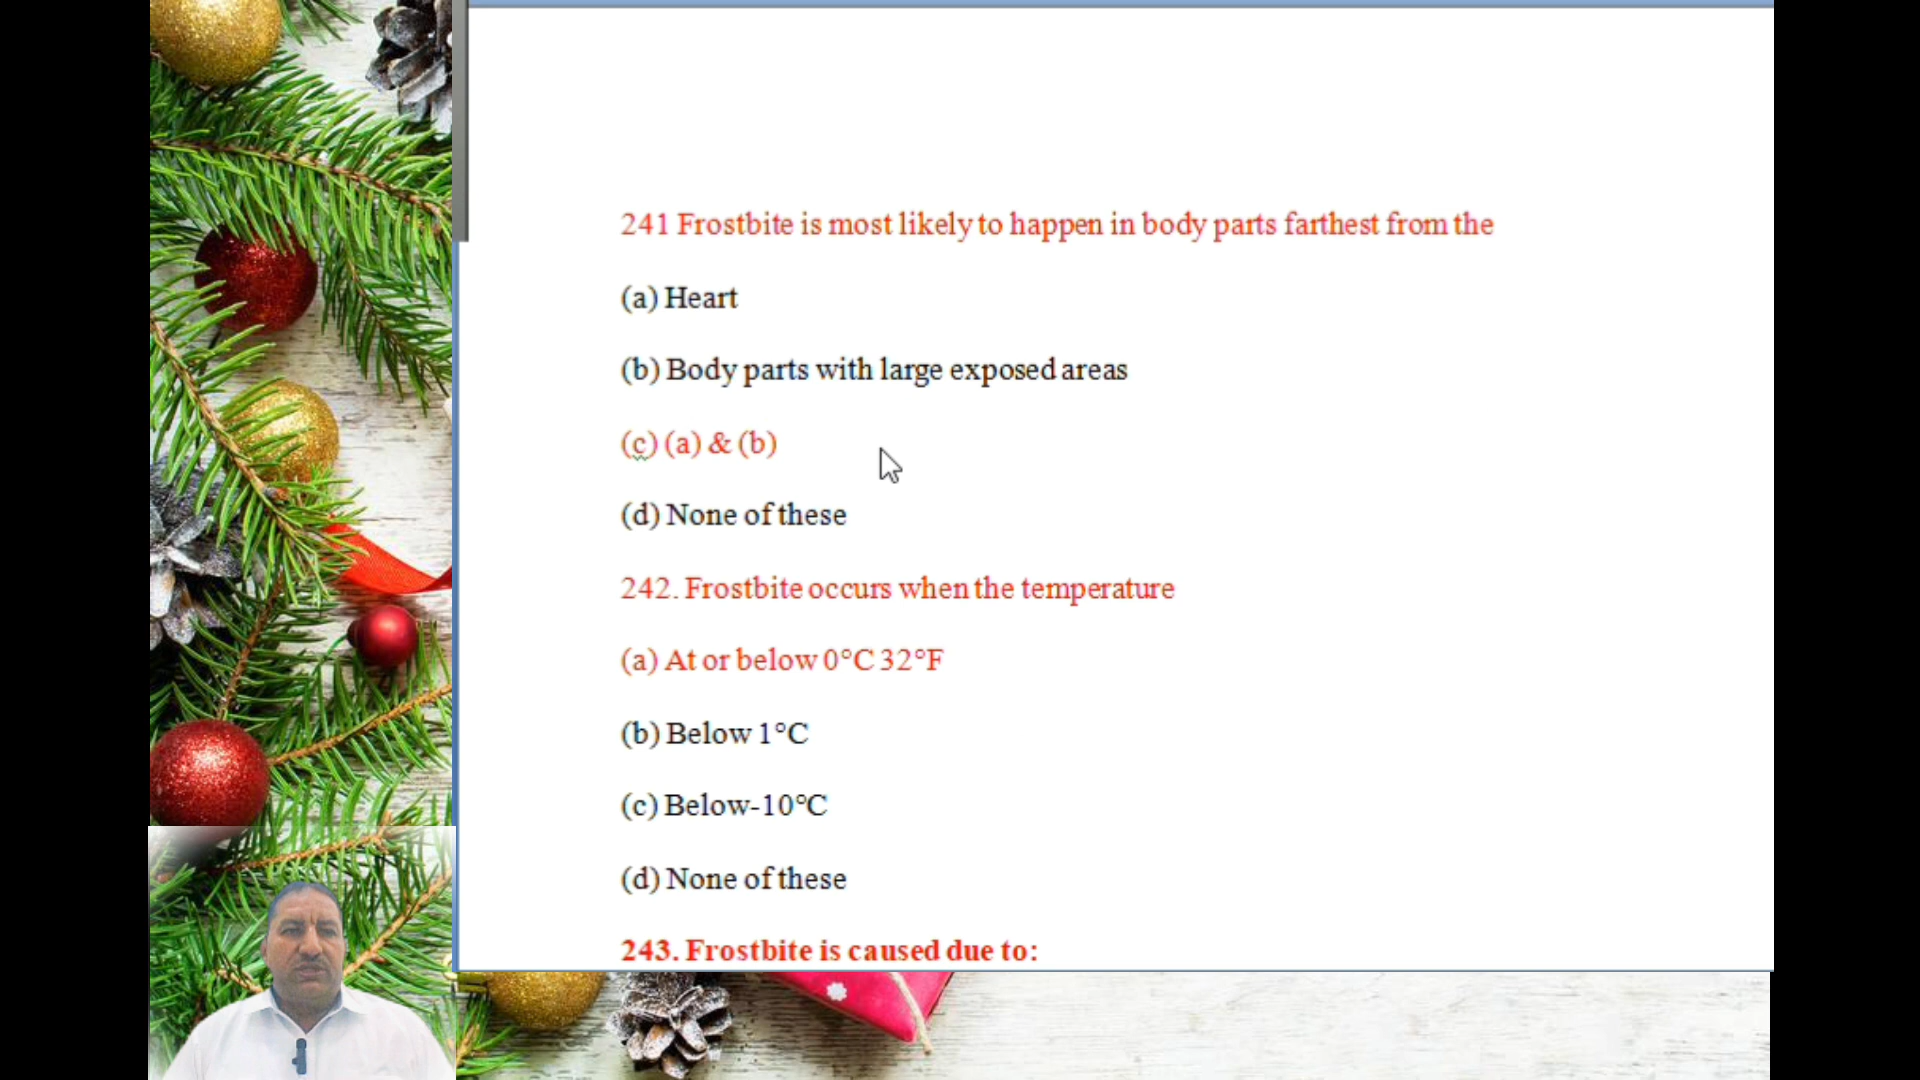 241 Frostbite is most likely to happen in body parts farthest from the
(a) Heart
(b) Body parts with large exposed areas
(c) (a) & (b)
(d) None of these
242. Frostbite occurs when the temperature
(a) At or below 0°C 32°F
(b) Below 1°C
(c) Below-10°C
(d) None of these
243. Frostbite is caused due to: